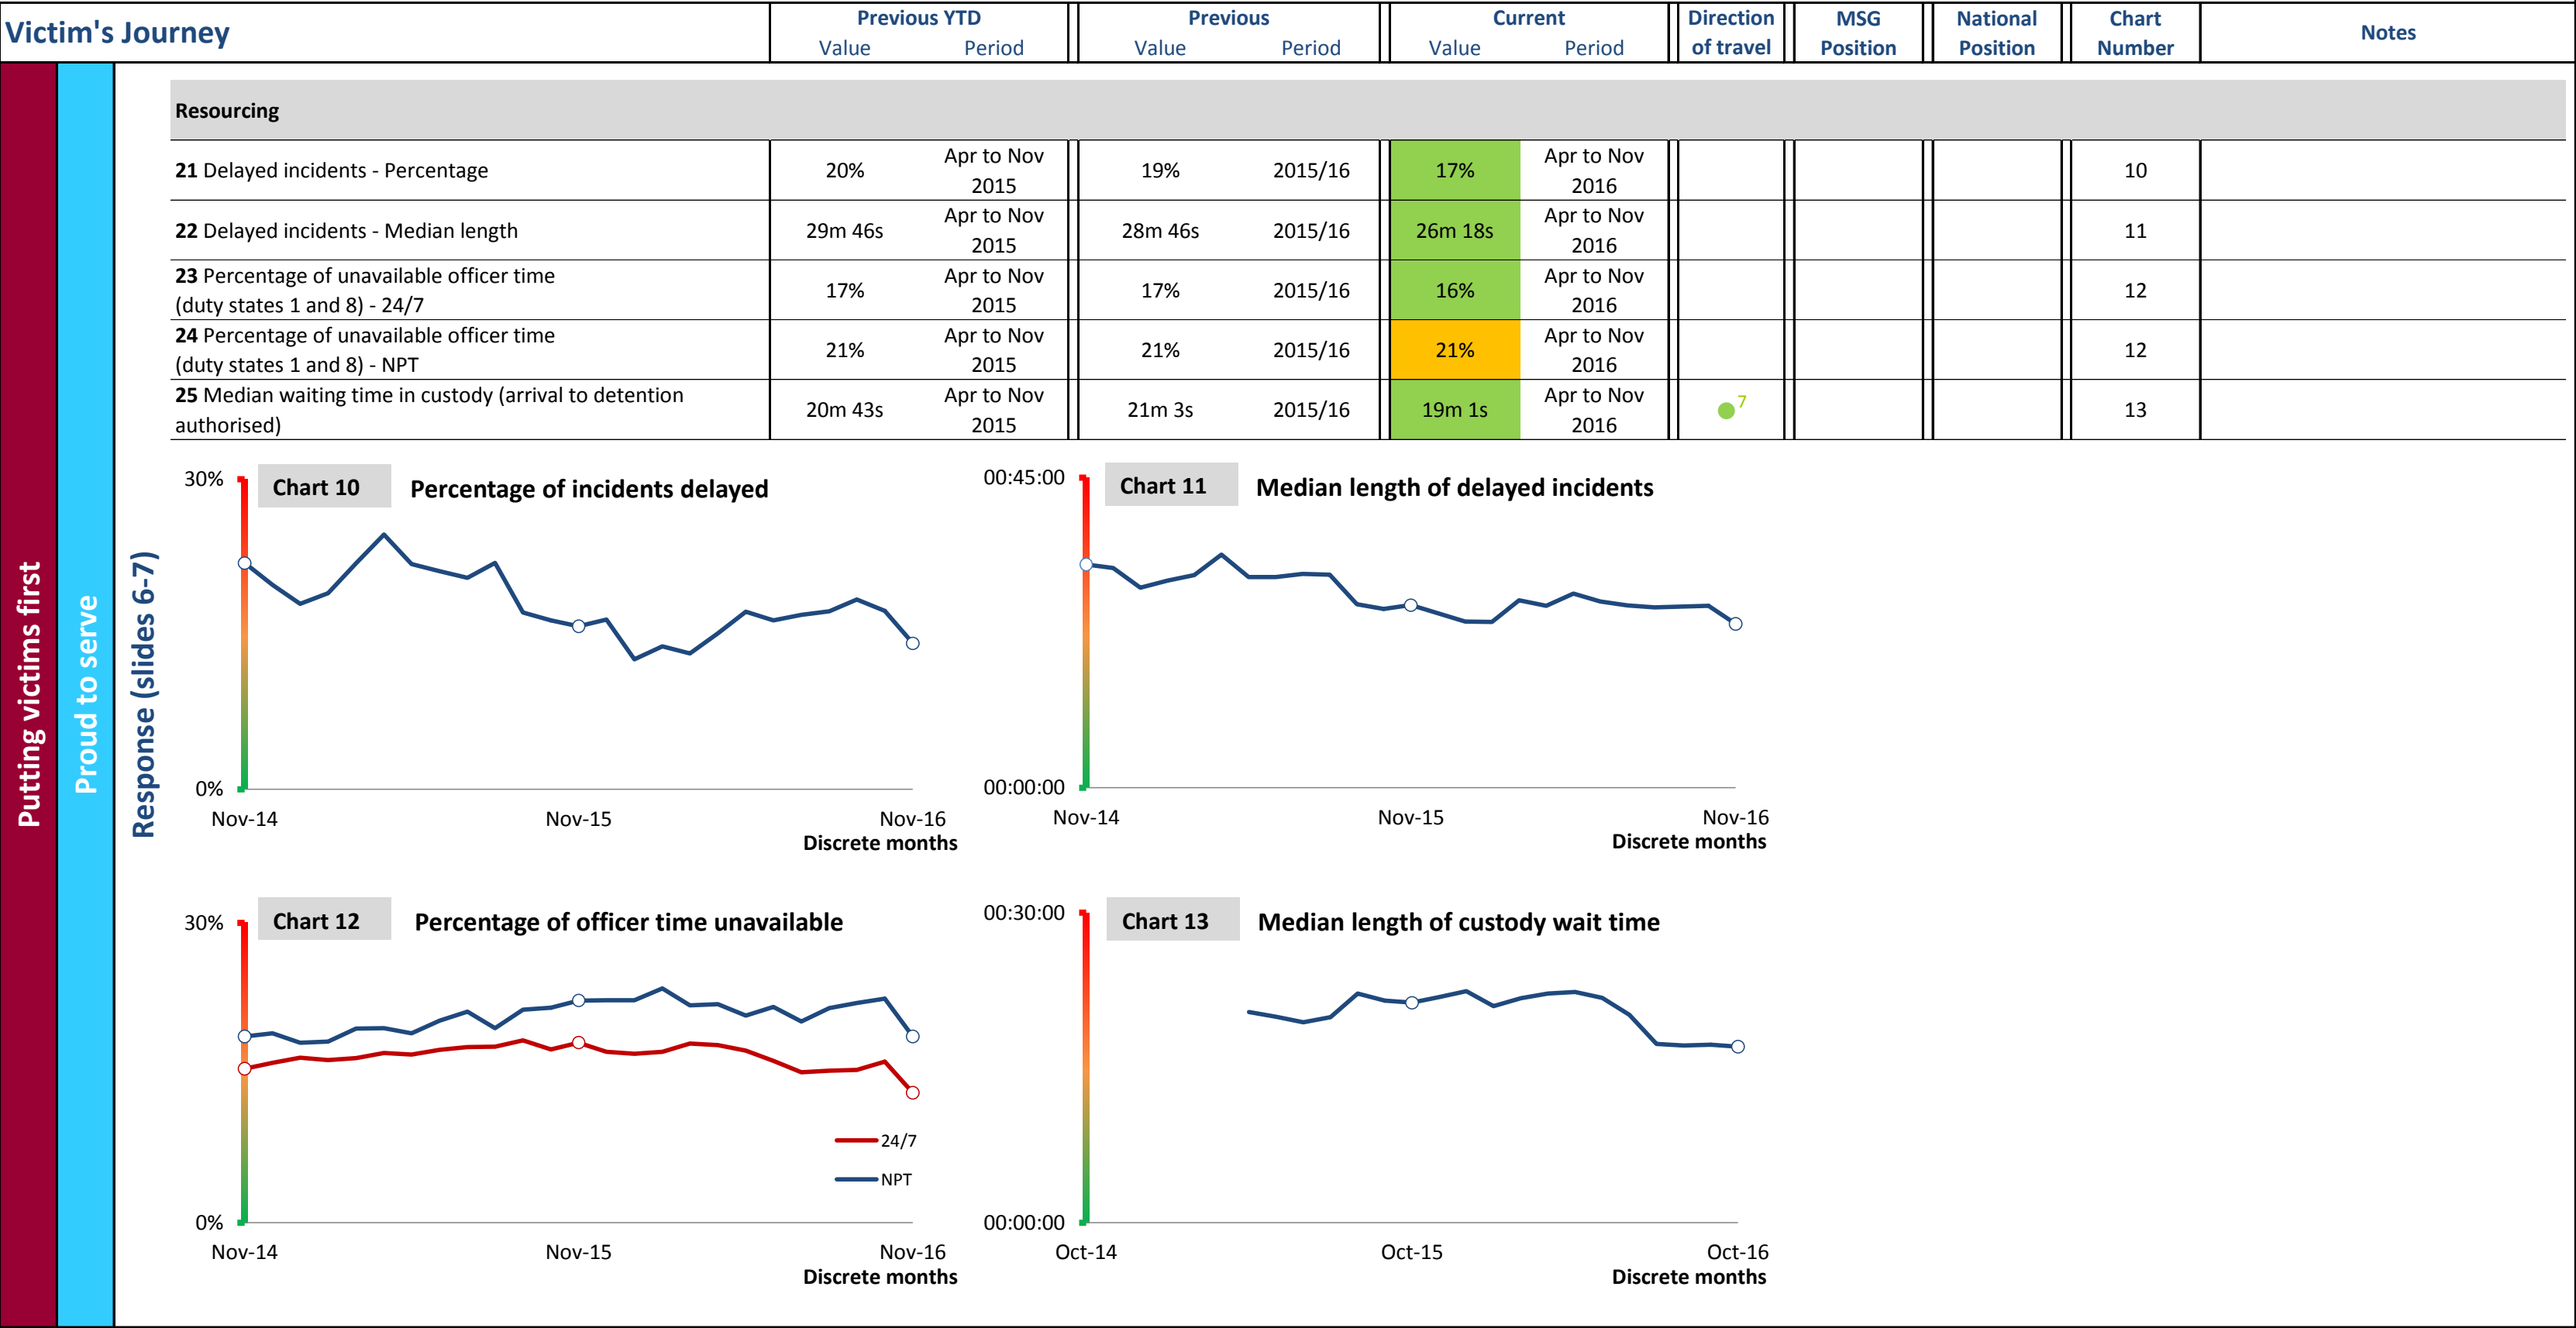 Victim's Journey
Previous YTD
Value Period
Previous
Value Period
Current
Value Period
Direction
of travel
MSG
Position
National
Position
Chart
Number
Notes
Putting victims first
Proud to serve
Response (slides 6-7)
Resourcing
21 Delayed incidents - Percentage 20% Apr to Nov 2015 19% 2015/16 17% Apr to Nov 2016 10
22 Delayed incidents - Median length 29m 46s Apr to Nov 2015 28m 46s 2015/16 26m 18s Apr to Nov 2016 11
23 Percentage of unavailable officer time
(duty states 1 and 8) - 24/7 17% Apr to Nov 2015 17% 2015/16 16% Apr to Nov 2016 12
24 Percentage of unavailable officer time
(duty states 1 and 8) - NPT 21% Apr to Nov 2015 21% 2015/16 21% Apr to Nov 2016 12
25 Median waiting time in custody (arrival to detention
authorised) 20m 43s Apr to Nov 2015 21m 3s 2015/16 19m 1s Apr to Nov 2016 7 13
Chart 10 Percentage of incidents delayed
30%
0%
Nov-14 Nov-15 Nov-16
Discrete months
Chart 11 Median length of delayed incidents
00:45:00
00:00:00
Nov-14 Nov-15 Nov-16
Discrete months
Chart 12 Percentage of officer time unavailable
30%
24/7
NPT
0%
Nov-14 Nov-15 Nov-16
Discrete months
Chart 13 Median length of custody wait time
00:30:00
00:00:00
Oct-14 Oct-15 Oct-16
Discrete months